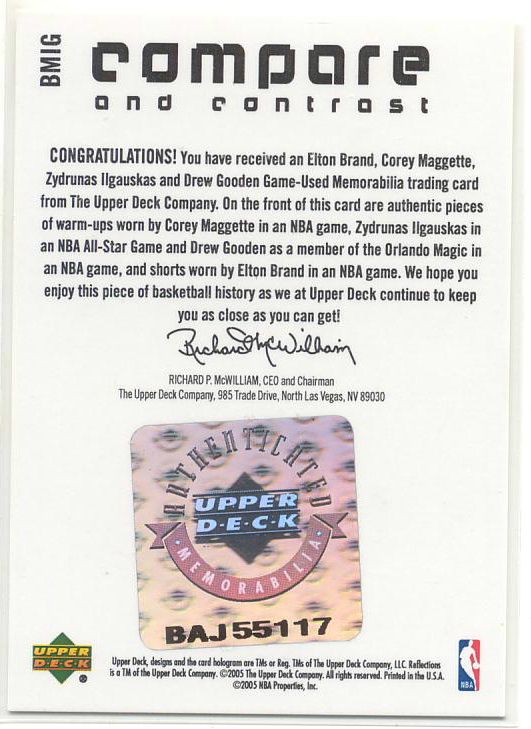 BMIG
compare
and contrast
CONGRATULATIONS! You have received an Elton Brand, Corey Maggette,
Zydrunas Ilgauskas and Drew Gooden Game-Used Memorabilia trading card
from The Upper Deck Company. On the front of this card are authentic pieces
of warm-ups worn by Corey Maggette in an NBA game, Zydrunas Ilgauskas in
an NBA All-Star Game and Drew Gooden as a member of the Orlando Magic in
an NBA game, and shorts worn by Elton Brand in an NBA game. We hope you
enjoy this piece of basketball history as we at Upper Deck continue to keep
you as close as you can get!
Richard McWilliam
RICHARD P. McWILLIAM, CEO and Chairman
The Upper Deck Company, 985 Trade Drive, North Las Vegas, NV 89030
AUTHENTICATED
UPPER
D·E·C·K
·MEMORABILIA·
BAJ55117
UPPER
D·E·C·K
Upper Deck, designs and the card hologram are TMs or Reg. TMs of The Upper Deck Company, LLC. Reflections
is a TM of the Upper Deck Company. ©2005 The Upper Deck Company. All rights reserved. Printed in the U.S.A.
©2005 NBA Properties, Inc.
NBA